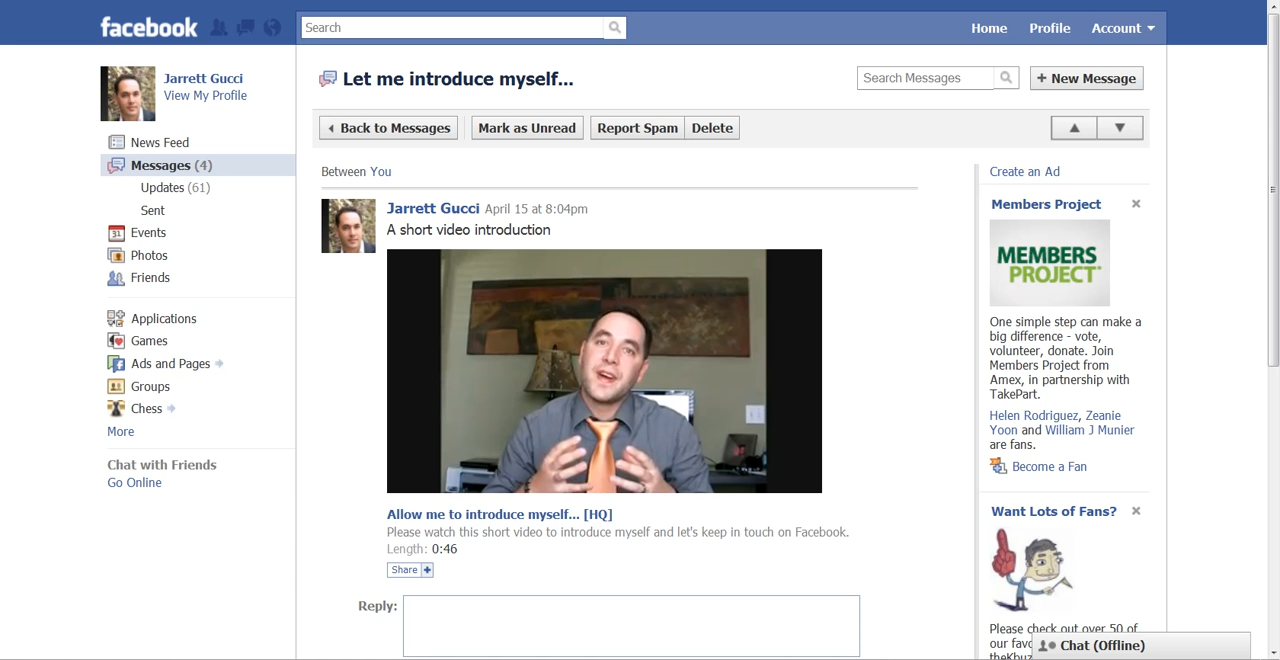 facebook
Search
Home Profile Account
Jarrett Gucci
View My Profile
News Feed
Messages (4)
Updates (61)
Sent
31 Events
Photos
Friends
Applications
Games
Ads and Pages
Groups
Chess
More
Chat with Friends
Go Online
Let me introduce myself...
Search Messages
+ New Message
Back to Messages
Mark as Unread
Report Spam
Delete
Between You
Jarrett Gucci April 15 at 8:04pm
A short video introduction
Allow me to introduce myself... [HQ]
Please watch this short video to introduce myself and let's keep in touch on Facebook.
Length: 0:46
Share +
Reply:
Create an Ad
Members Project
MEMBERS
PROJECT
One simple step can make a
big difference - vote,
volunteer, donate. Join
Members Project from
Amex, in partnership with
TakePart.
Helen Rodriguez, Zeanie
Yoon and William J Munier
are fans.
Become a Fan
Want Lots of Fans?
Please check out over 50 of
our favo
theKbuz
Chat (Offline)